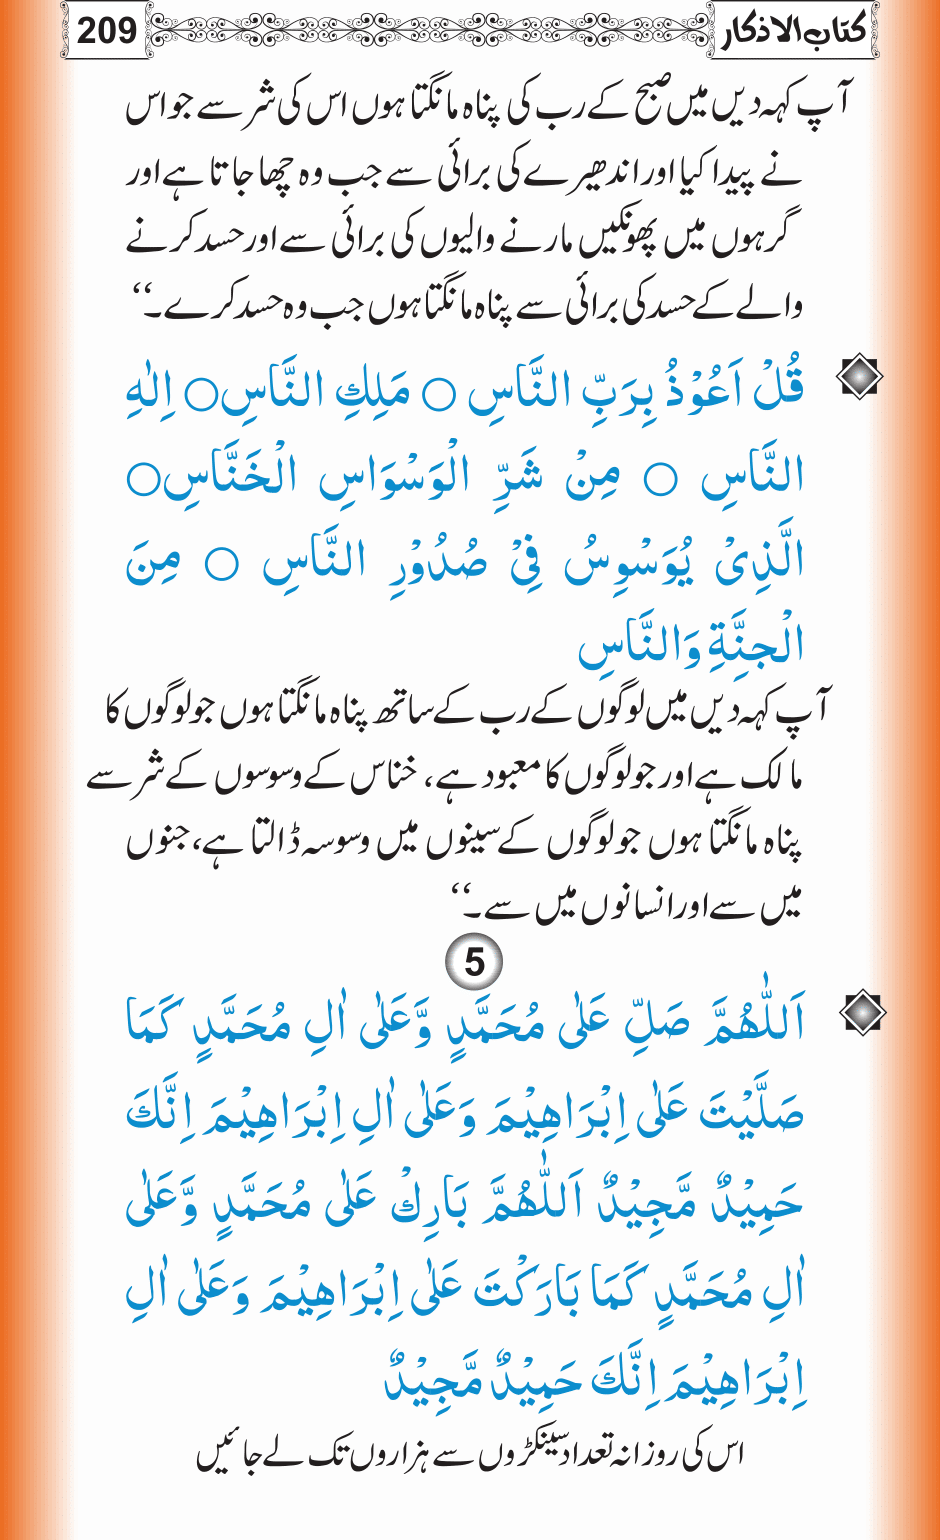 کتاب الاذکار 209
آپ کہہ دیں میں صبح کے رب کی پناہ مانگتا ہوں اس کی شر سے جو اس
نے پیدا کیا اور اندھیرے کی برائی سے جب وہ چھا جاتا ہے اور
گرہوں میں پھونکیں مارنے والیوں کی برائی سے اور حسد کرنے
والے کے حسد کی برائی سے پناہ مانگتا ہوں جب وہ حسد کرے۔‘‘
قُلْ اَعُوْذُ بِرَبِّ النَّاسِ ○ مَلِكِ النَّاسِ○ اِلٰهِ
النَّاسِ ○ مِنْ شَرِّ الْوَسْوَاسِ الْخَنَّاسِ○
الَّذِیْ یُوَسْوِسُ فِیْ صُدُوْرِ النَّاسِ ○ مِنَ
الْجِنَّةِ وَالنَّاسِ
آپ کہہ دیں میں لوگوں کے رب کے ساتھ پناہ مانگتا ہوں جو لوگوں کا
مالک ہے اور جو لوگوں کا معبود ہے، خناس کے وسوسوں کے شر سے
پناہ مانگتا ہوں جو لوگوں کے سینوں میں وسوسہ ڈالتا ہے، جنوں
میں سے اور انسانوں میں سے۔‘‘
5
اَللّٰهُمَّ صَلِّ عَلٰی مُحَمَّدٍ وَّعَلٰی اٰلِ مُحَمَّدٍ كَمَا
صَلَّيْتَ عَلٰی اِبْرَاهِيْمَ وَعَلٰی اٰلِ اِبْرَاهِيْمَ اِنَّكَ
حَمِيْدٌ مَّجِيْدٌ اَللّٰهُمَّ بَارِكْ عَلٰی مُحَمَّدٍ وَّعَلٰی
اٰلِ مُحَمَّدٍ كَمَا بَارَكْتَ عَلٰی اِبْرَاهِيْمَ وَعَلٰی اٰلِ
اِبْرَاهِيْمَ اِنَّكَ حَمِيْدٌ مَّجِيْدٌ
اس کی روزانہ تعداد سینکڑوں سے ہزاروں تک لے جائیں